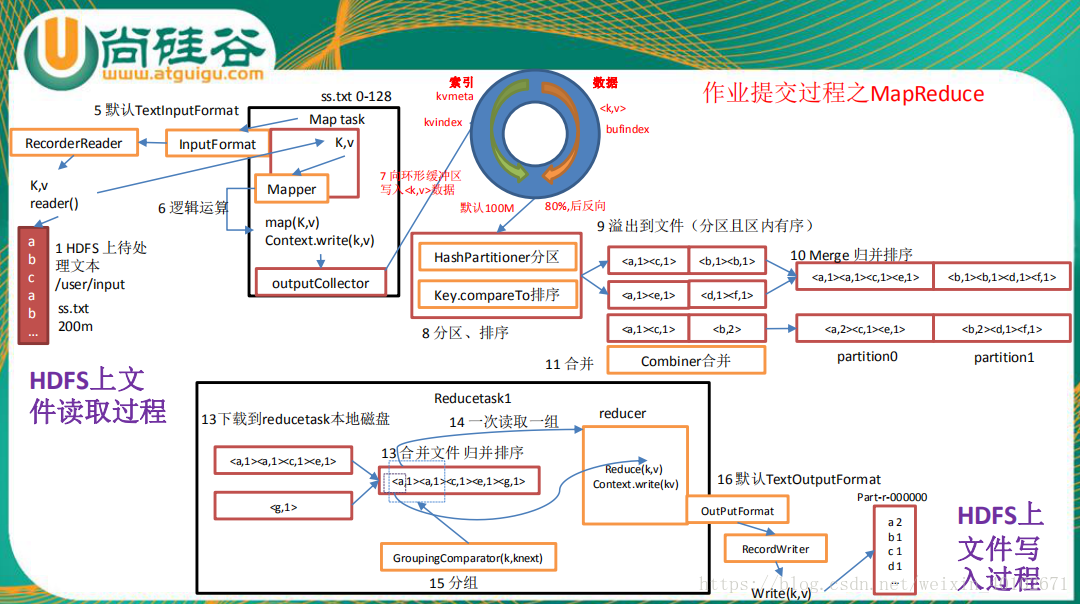 尚硅谷
www.atguigu.com
作业提交过程之MapReduce
5 默认TextInputFormat
ss.txt 0-128
Map task
RecorderReader
InputFormat
K,v
K,v
reader()
Mapper
6 逻辑运算
map(K,v)
Context.write(k,v)
outputCollector
1 HDFS 上待处
理文本
/user/input
ss.txt
200m
a
b
c
a
b
...
HDFS上文
件读取过程
索引
kvmeta
kvindex
数据
<k,v>
bufindex
7 向环形缓冲区
写入<k,v>数据
默认100M
80%,后反向
HashPartitioner分区
Key.compareTo排序
8 分区、排序
9 溢出到文件（分区且区内有序）
<a,1><c,1>
<b,1><b,1>
<a,1><e,1>
<d,1><f,1>
<a,1><c,1>
<b,2>
10 Merge 归并排序
<a,1><a,1><c,1><e,1>
<b,1><b,1><d,1><f,1>
<a,2><c,1><e,1>
<b,2><d,1><f,1>
partition0
partition1
11 合并
Combiner合并
Reducetask1
13下载到reducetask本地磁盘
<a,1><a,1><c,1><e,1>
<g,1>
13 合并文件 归并排序
<a,1><a,1><c,1><e,1><g,1>
14 一次读取一组
reducer
Reduce(k,v)
Context.write(kv)
GroupingComparator(k,knext)
15 分组
16 默认TextOutputFormat
OutPutFormat
RecordWriter
Write(k,v)
Part-r-000000
a 2
b 1
c 1
d 1
...
HDFS上
文件写
入过程